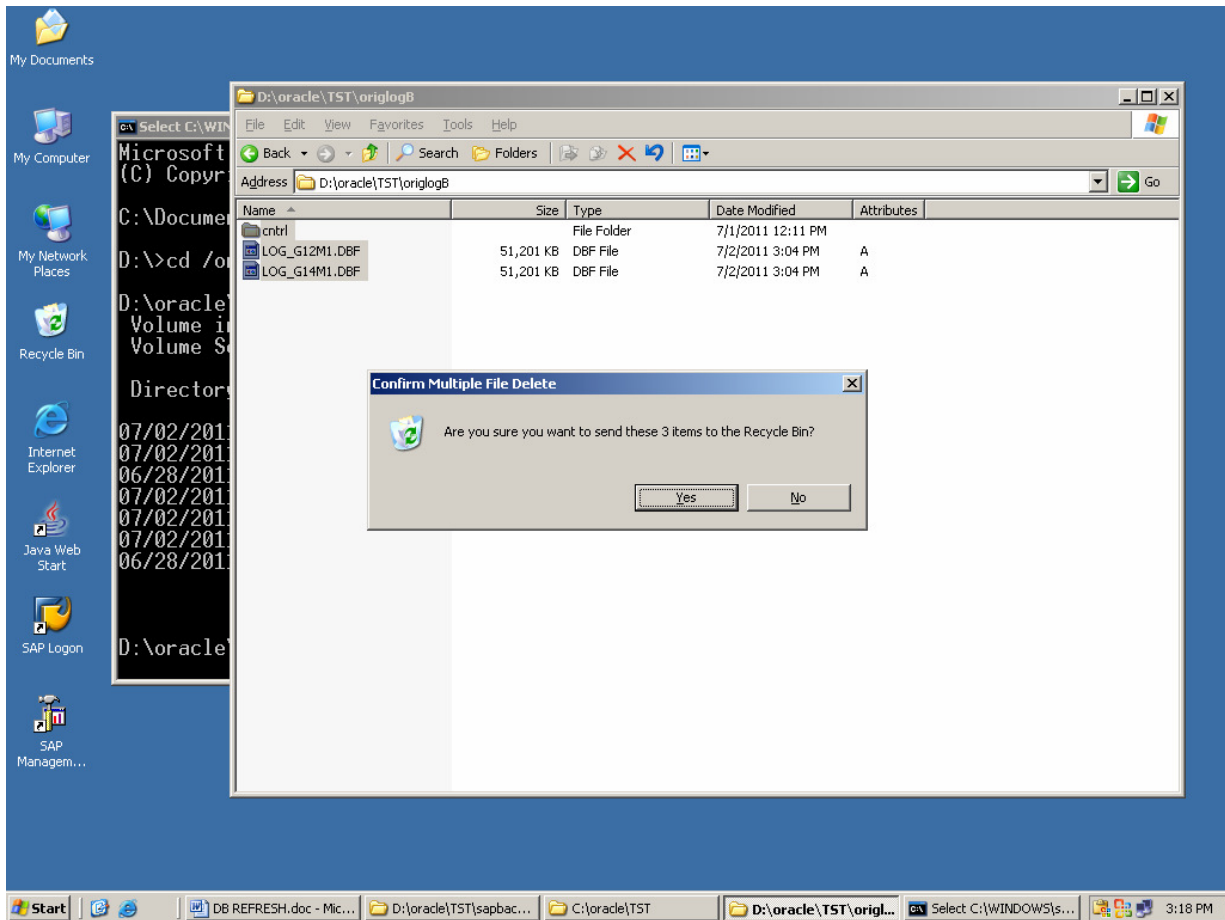 My Documents
My Computer
My Network
Places
Recycle Bin
Internet
Explorer
Java Web
Start
SAP Logon
SAP
Managem...
Select C:\WIN
Microsoft
(C) Copyr
C:\Docume
D:\>cd /o
D:\oracle
Volume i
Volume S
Director
07/02/201
07/02/201
06/28/201
07/02/201
07/02/201
07/02/201
06/28/201
D:\oracle
D:\oracle\TST\origlogB
File Edit View Favorites Tools Help
Back Search Folders
Address D:\oracle\TST\origlogB Go
Name Size Type Date Modified Attributes
cntrl File Folder 7/1/2011 12:11 PM
LOG_G12M1.DBF 51,201 KB DBF File 7/2/2011 3:04 PM A
LOG_G14M1.DBF 51,201 KB DBF File 7/2/2011 3:04 PM A
Confirm Multiple File Delete
Are you sure you want to send these 3 items to the Recycle Bin?
Yes No
Start DB REFRESH.doc - Mic... D:\oracle\TST\sapbac... C:\oracle\TST D:\oracle\TST\origl... Select C:\WINDOWS\s... 3:18 PM